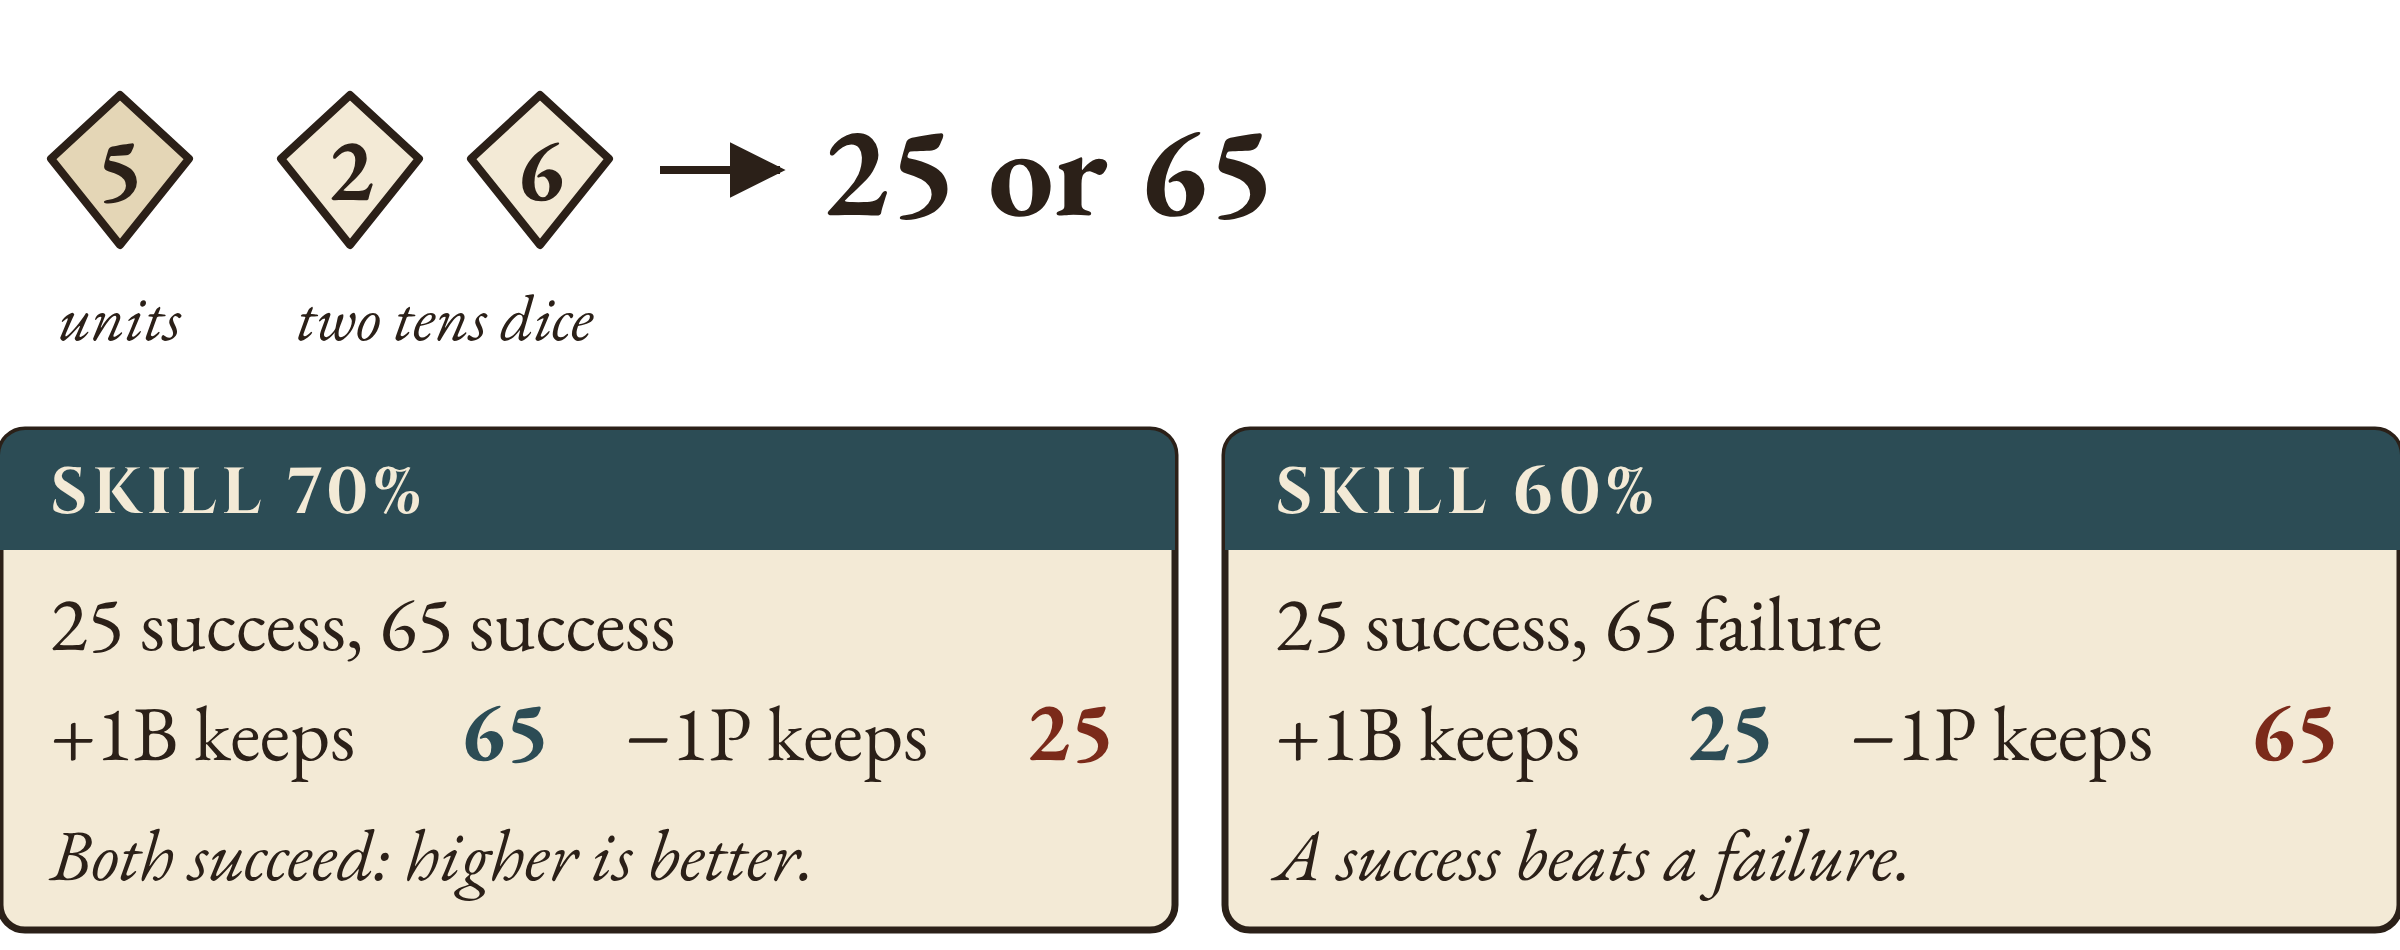 5 2 6 25 or 65
units two tens dice
SKILL 70%
25 success, 65 success
+1B keeps 65 −1P keeps 25
Both succeed: higher is better.
SKILL 60%
25 success, 65 failure
+1B keeps 25 −1P keeps 65
A success beats a failure.